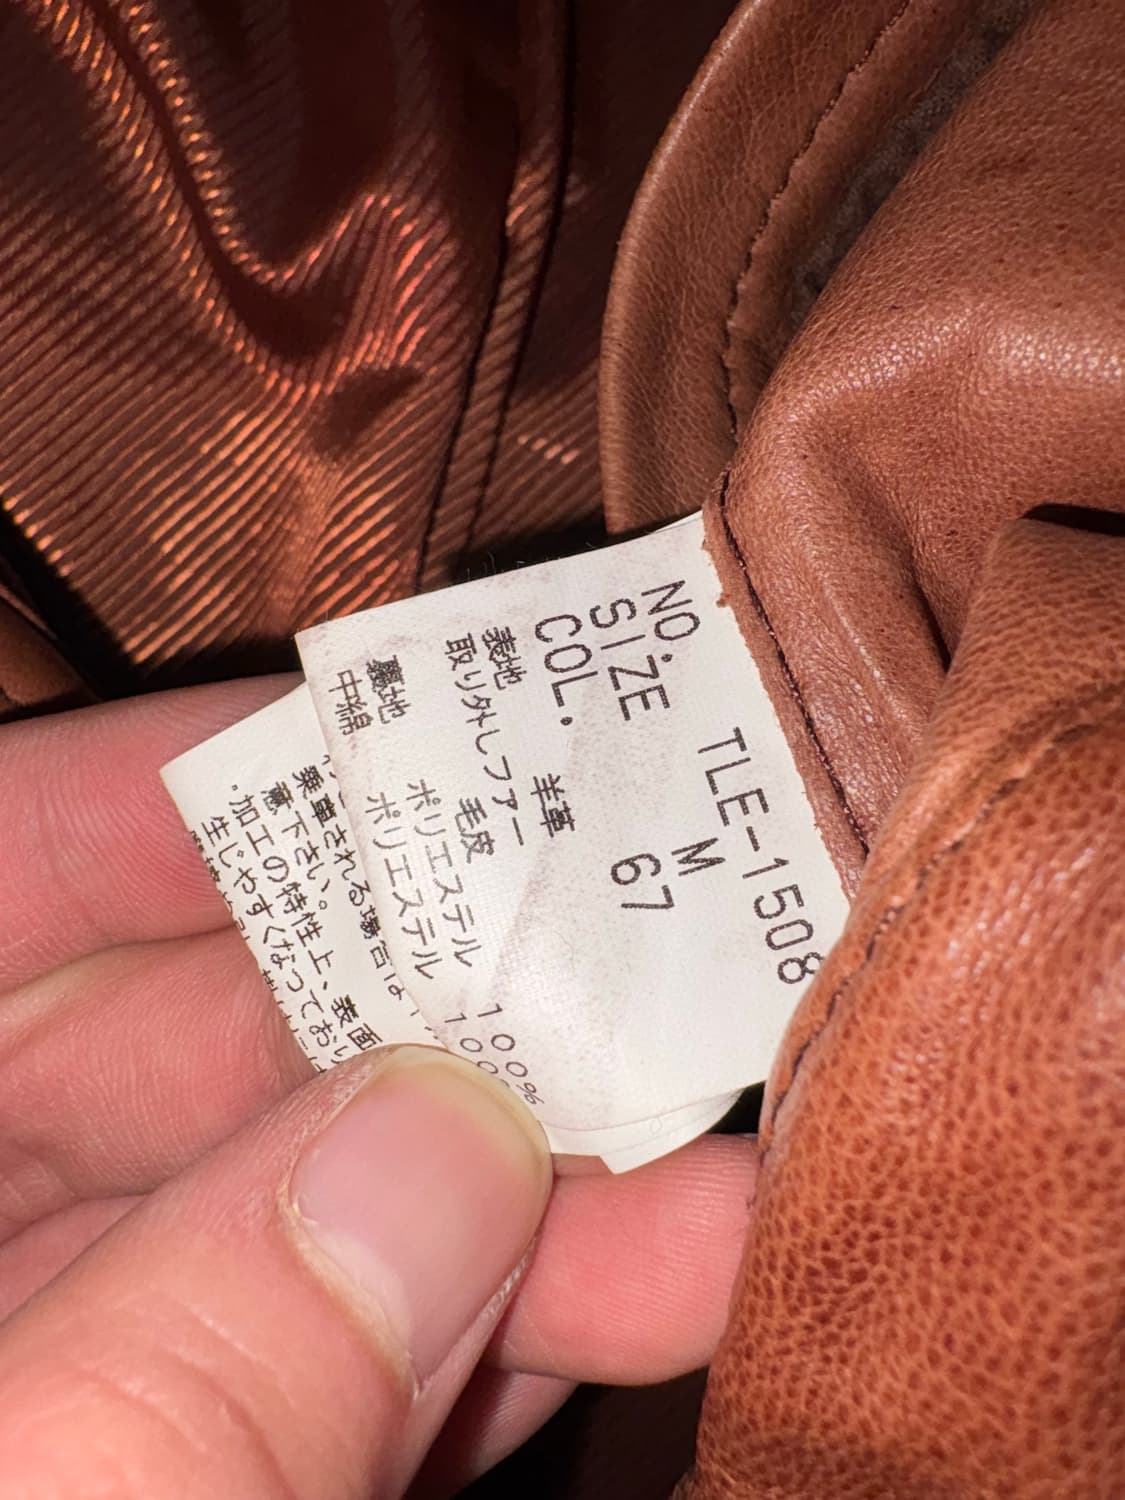 NO. TLE-1508
SIZE M
COL. 67
表地 羊革
取り外しファー 毛皮
裏地 ポリエステル 100%
中綿 ポリエステル 100
乗車される場合は
意下さい。
・加工の特性上、表面
生じやすくなってお